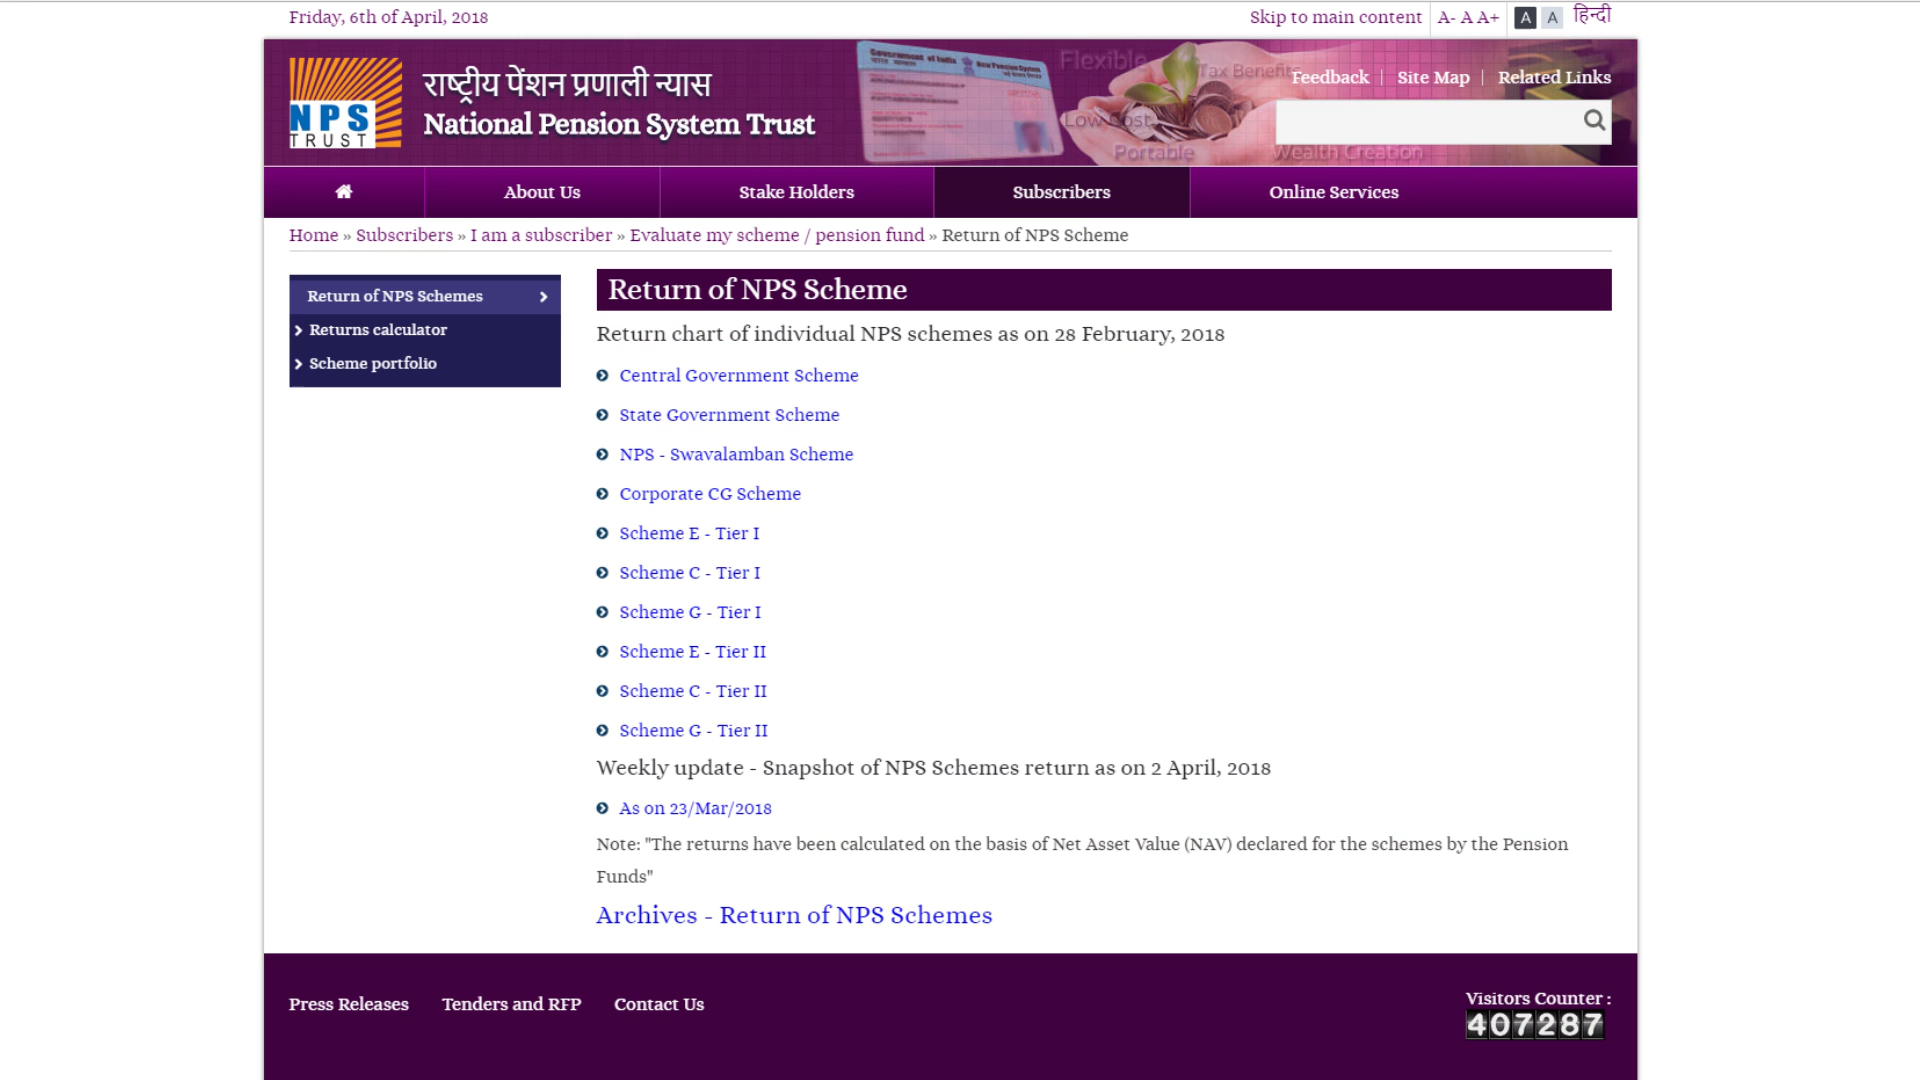 Friday, 6th of April, 2018
Skip to main content A- A A+ A A हिन्दी
NPS
TRUST
राष्ट्रीय पेंशन प्रणाली न्यास
National Pension System Trust
Government of India
भारत सरकार
New Pension System
Flexible
Tax Benefits
Low Cost
Portable
Wealth Creation
Feedback | Site Map | Related Links
About Us Stake Holders Subscribers Online Services
Home » Subscribers » I am a subscriber » Evaluate my scheme / pension fund » Return of NPS Scheme
Return of NPS Schemes
Returns calculator
Scheme portfolio
Return of NPS Scheme
Return chart of individual NPS schemes as on 28 February, 2018
Central Government Scheme
State Government Scheme
NPS - Swavalamban Scheme
Corporate CG Scheme
Scheme E - Tier I
Scheme C - Tier I
Scheme G - Tier I
Scheme E - Tier II
Scheme C - Tier II
Scheme G - Tier II
Weekly update - Snapshot of NPS Schemes return as on 2 April, 2018
As on 23/Mar/2018
Note: "The returns have been calculated on the basis of Net Asset Value (NAV) declared for the schemes by the Pension
Funds"
Archives - Return of NPS Schemes
Press Releases Tenders and RFP Contact Us
Visitors Counter :
407287